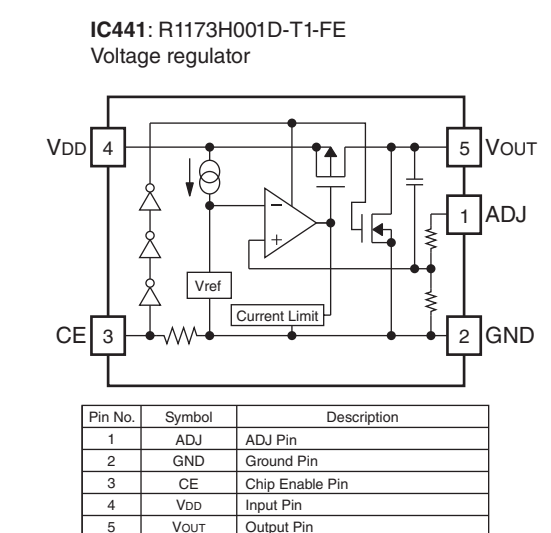 IC441: R1173H001D-T1-FE
Voltage regulator
VDD 4
5 VOUT
1 ADJ
−
+
Vref
Current Limit
CE 3
2 GND
Pin No. Symbol Description
1 ADJ ADJ Pin
2 GND Ground Pin
3 CE Chip Enable Pin
4 VDD Input Pin
5 VOUT Output Pin